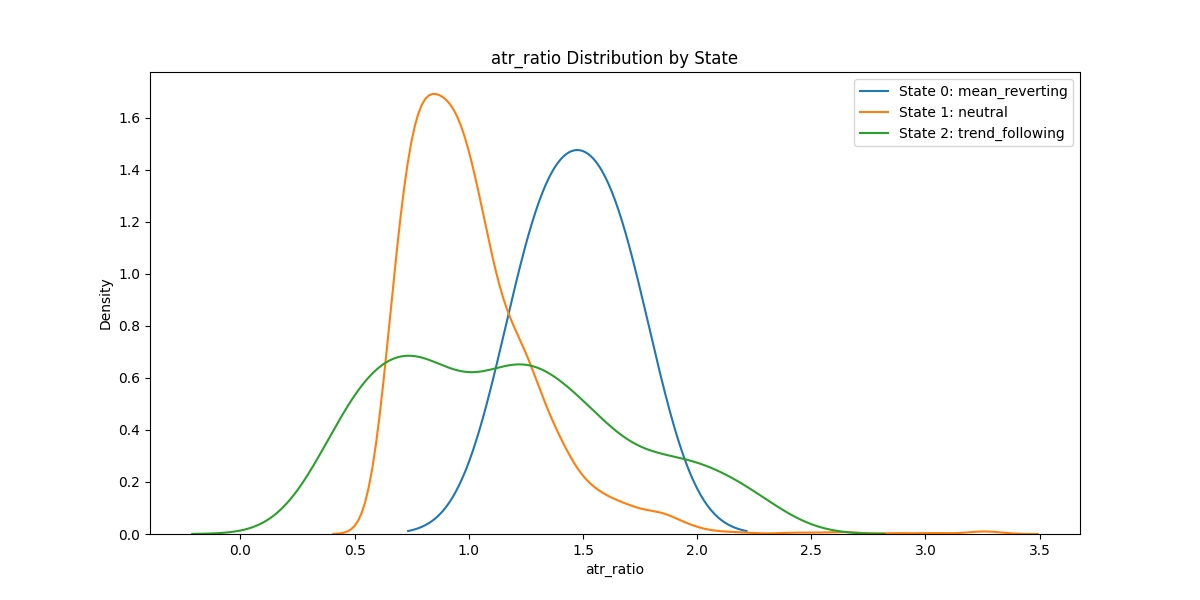 atr_ratio Distribution by State
State 0: mean_reverting
State 1: neutral
State 2: trend_following
Density
1.6
1.4
1.2
1.0
0.8
0.6
0.4
0.2
0.0
0.0 0.5 1.0 1.5 2.0 2.5 3.0 3.5
atr_ratio